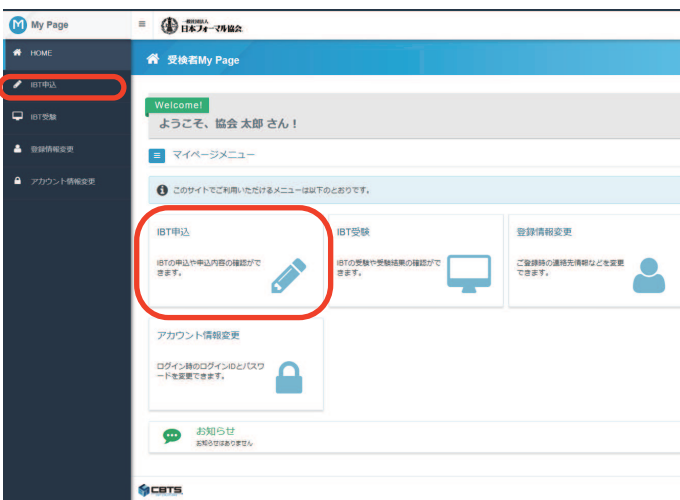 My Page
一般社団法人
日本フォーマル協会
HOME
IBT申込
IBT受験
登録情報変更
アカウント情報変更
受検者My Page
Welcome!
ようこそ、協会 太郎 さん！
マイページメニュー
このサイトでご利用いただけるメニューは以下のとおりです。
IBT申込
IBTの申込や申込内容の確認がで
きます。
IBT受験
IBTの受験や受験結果の確認がで
きます。
登録情報変更
ご登録時の連絡先情報などを変更
できます。
アカウント情報変更
ログイン時のログインIDとパスワ
ードを変更できます。
お知らせ
お知らせはありません
CBTS